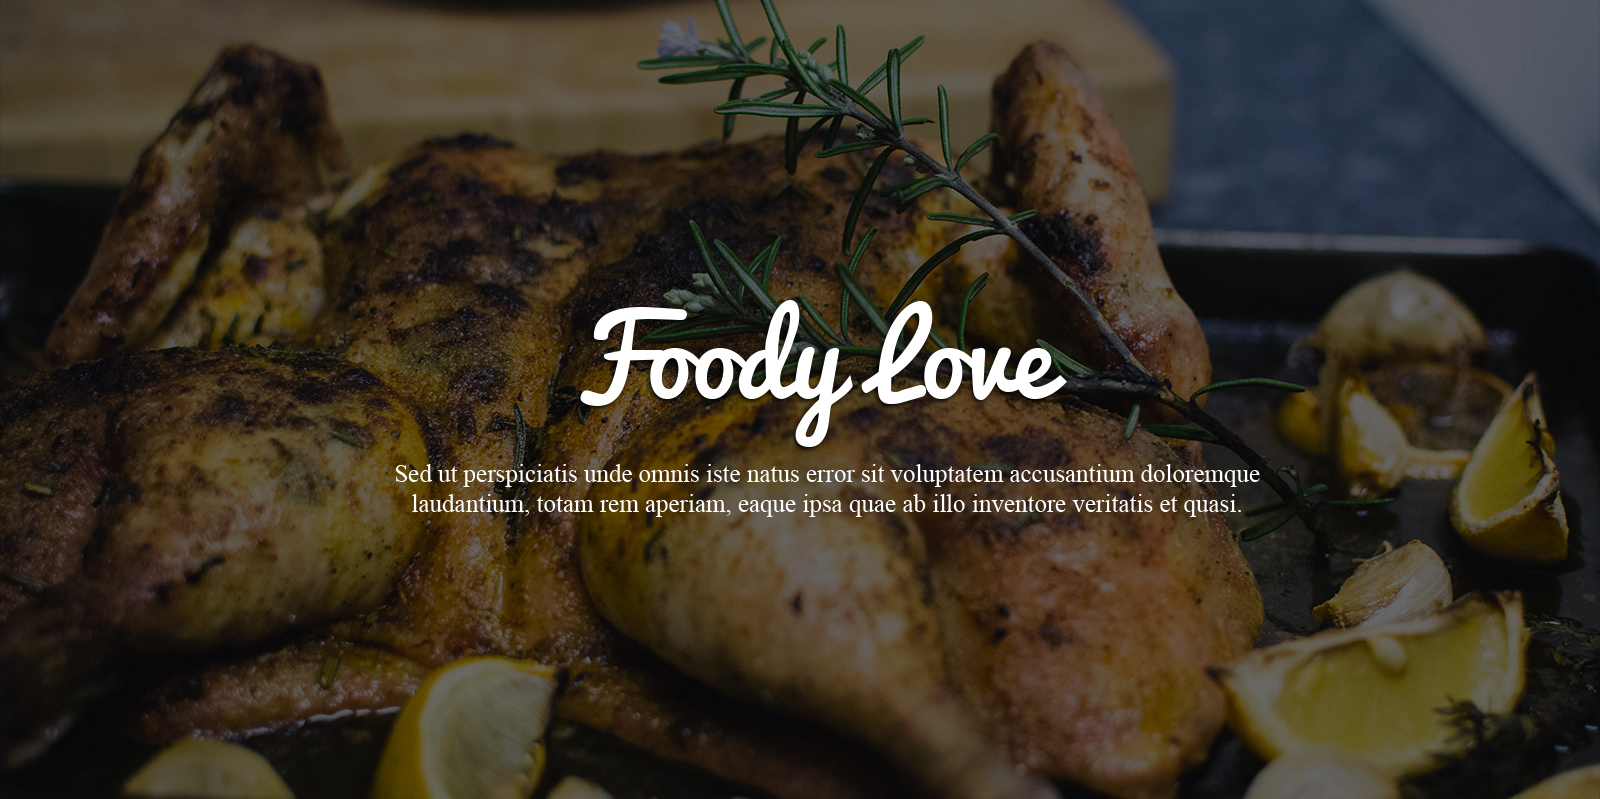 Foody Love
Sed ut perspiciatis unde omnis iste natus error sit voluptatem accusantium doloremque
laudantium, totam rem aperiam, eaque ipsa quae ab illo inventore veritatis et quasi.